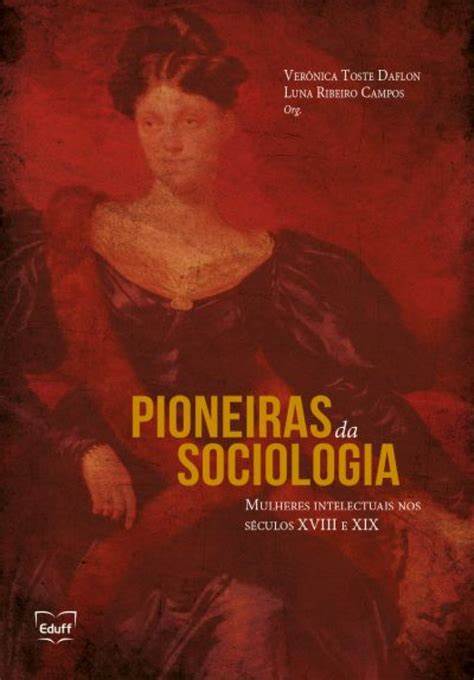 Verônica Toste Daflon
Luna Ribeiro Campos
Org.
PIONEIRAS da
SOCIOLOGIA
Mulheres intelectuais nos
séculos XVIII e XIX
Eduff